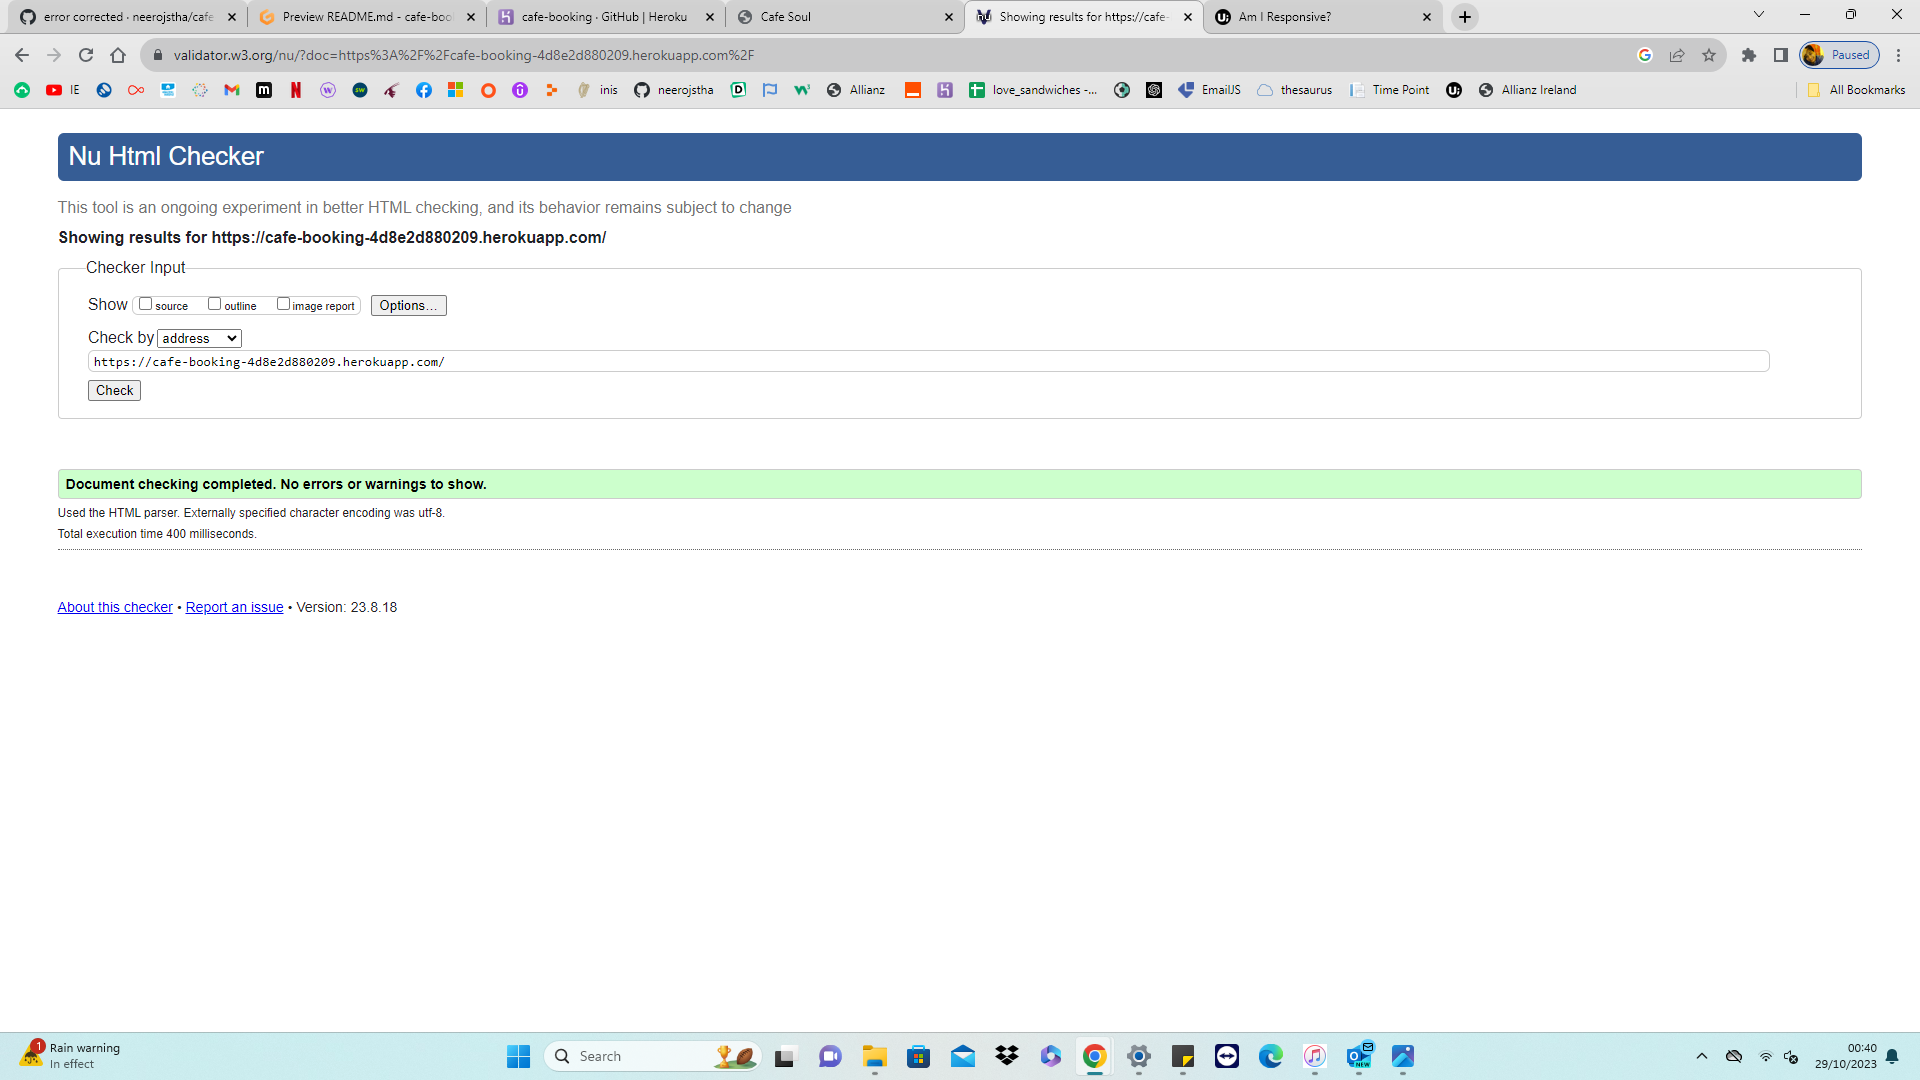 error corrected · neerojstha/cafe
Preview README.md - cafe-boo
cafe-booking · GitHub | Heroku
Cafe Soul
Showing results for https://cafe-
Am I Responsive?
validator.w3.org/nu/?doc=https%3A%2F%2Fcafe-booking-4d8e2d880209.herokuapp.com%2F
Paused
IE
inis
neerojstha
Allianz
love_sandwiches -...
EmailJS
thesaurus
Time Point
Allianz Ireland
All Bookmarks
Nu Html Checker
This tool is an ongoing experiment in better HTML checking, and its behavior remains subject to change
Showing results for https://cafe-booking-4d8e2d880209.herokuapp.com/
Checker Input
Show source outline image report Options...
Check by address
https://cafe-booking-4d8e2d880209.herokuapp.com/
Check
Document checking completed. No errors or warnings to show.
Used the HTML parser. Externally specified character encoding was utf-8.
Total execution time 400 milliseconds.
About this checker • Report an issue • Version: 23.8.18
1
Rain warning
In effect
Search
NEW
00:40
29/10/2023